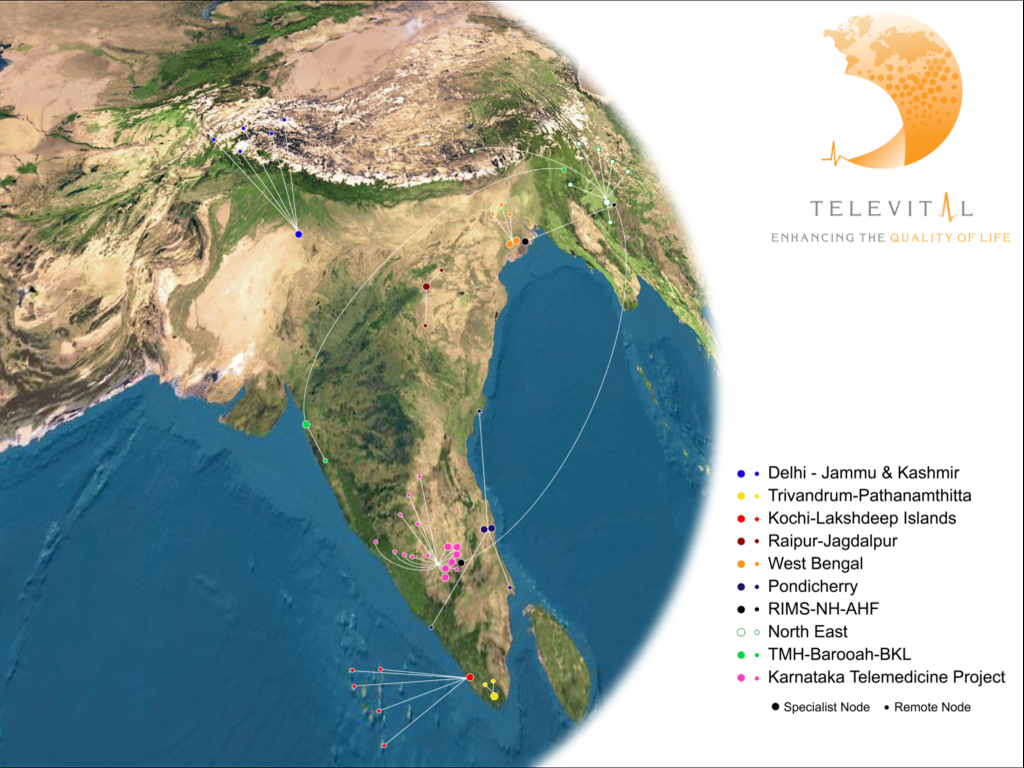 TELEVITAL
ENHANCING THE QUALITY OF LIFE
Delhi - Jammu & Kashmir
Trivandrum-Pathanamthitta
Kochi-Lakshdeep Islands
Raipur-Jagdalpur
West Bengal
Pondicherry
RIMS-NH-AHF
North East
TMH-Barooah-BKL
Karnataka Telemedicine Project
Specialist Node Remote Node